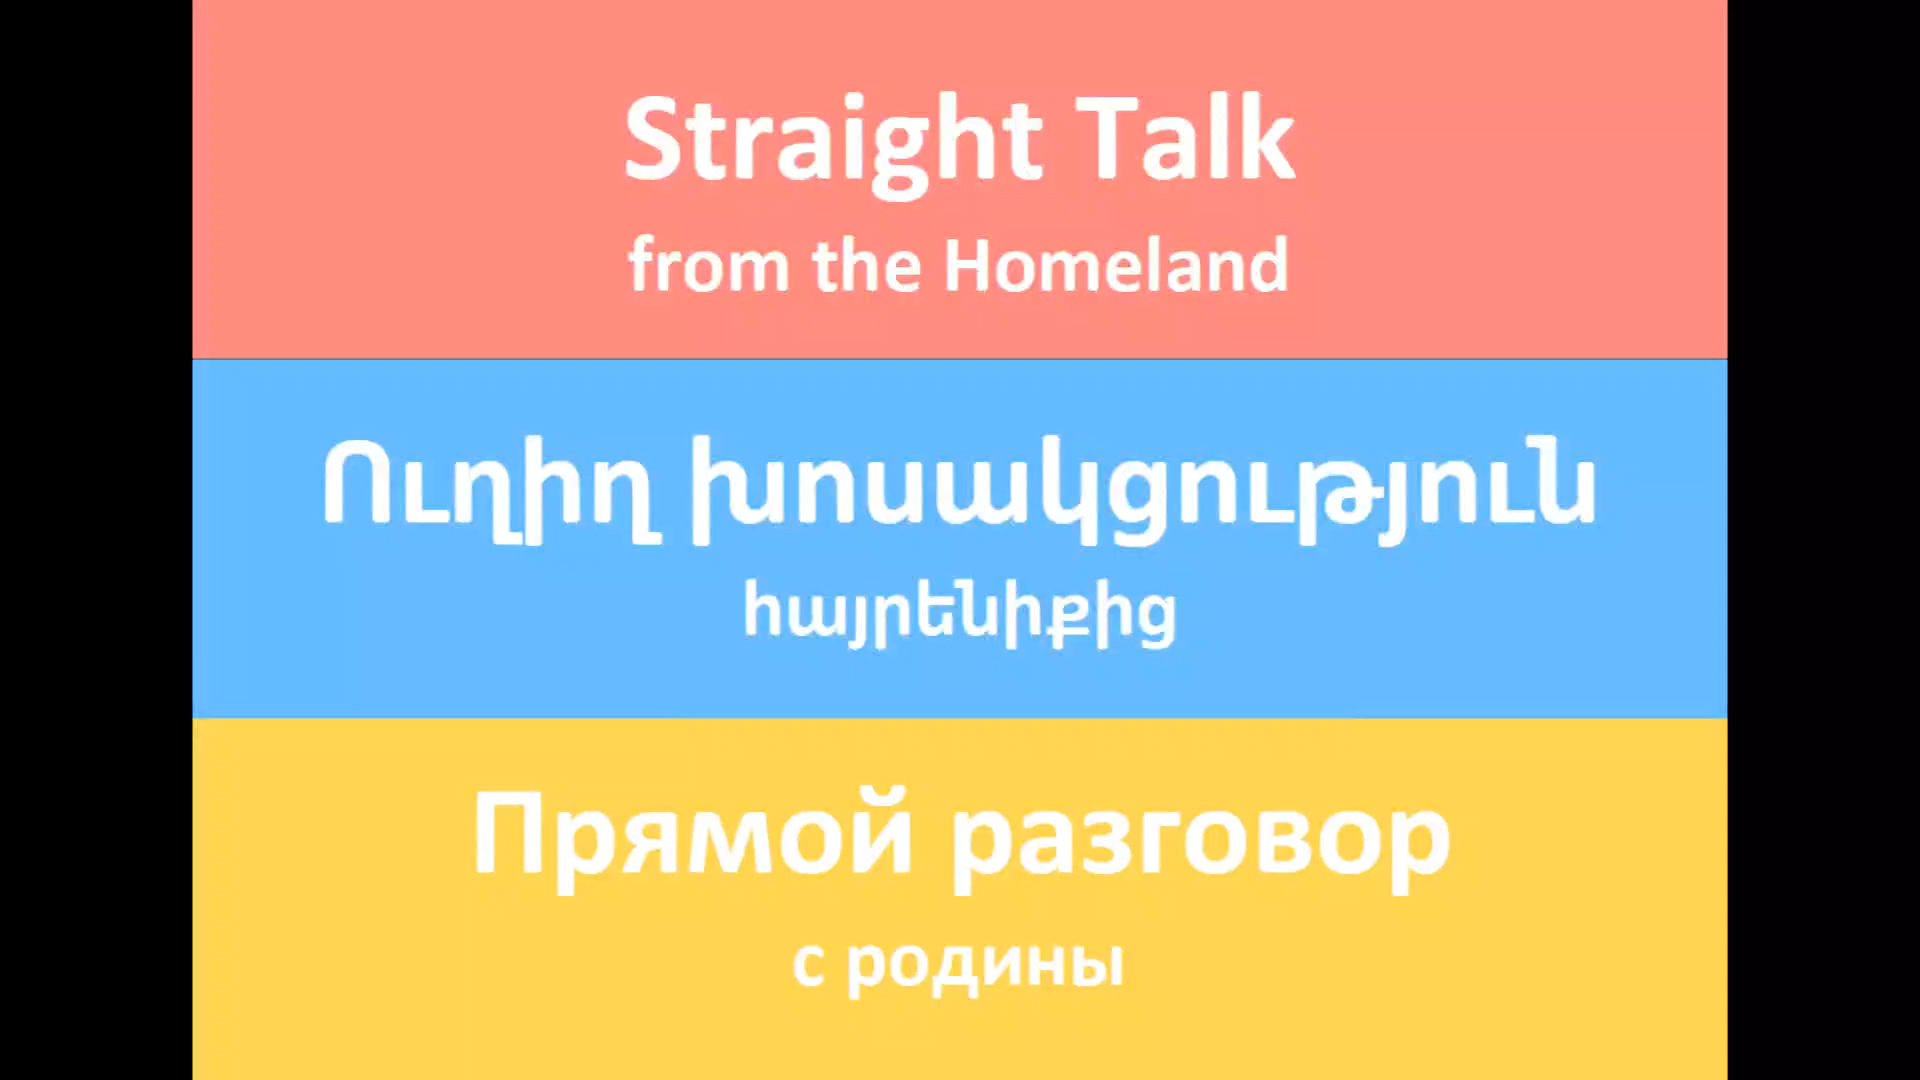 Straight Talk
from the Homeland
Ուղիղ խոսակցություն
հայրենիքից
Прямой разговор
с родины